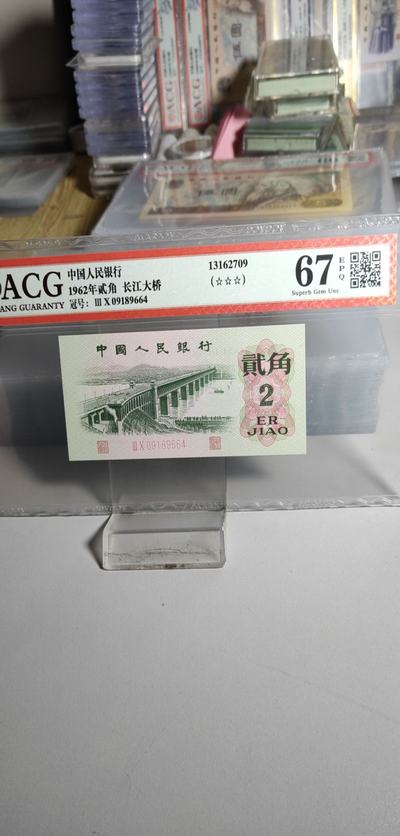 ACG
中国人民银行
13162709
67
EPQ
1962年贰角 长江大桥
(☆☆☆)
Superb Gem Unc
ANG GUARANTY
冠号: Ⅲ X 09189664
中國人民銀行
貳角
2
ER
JIAO
Ⅲ X 09189664
ACG